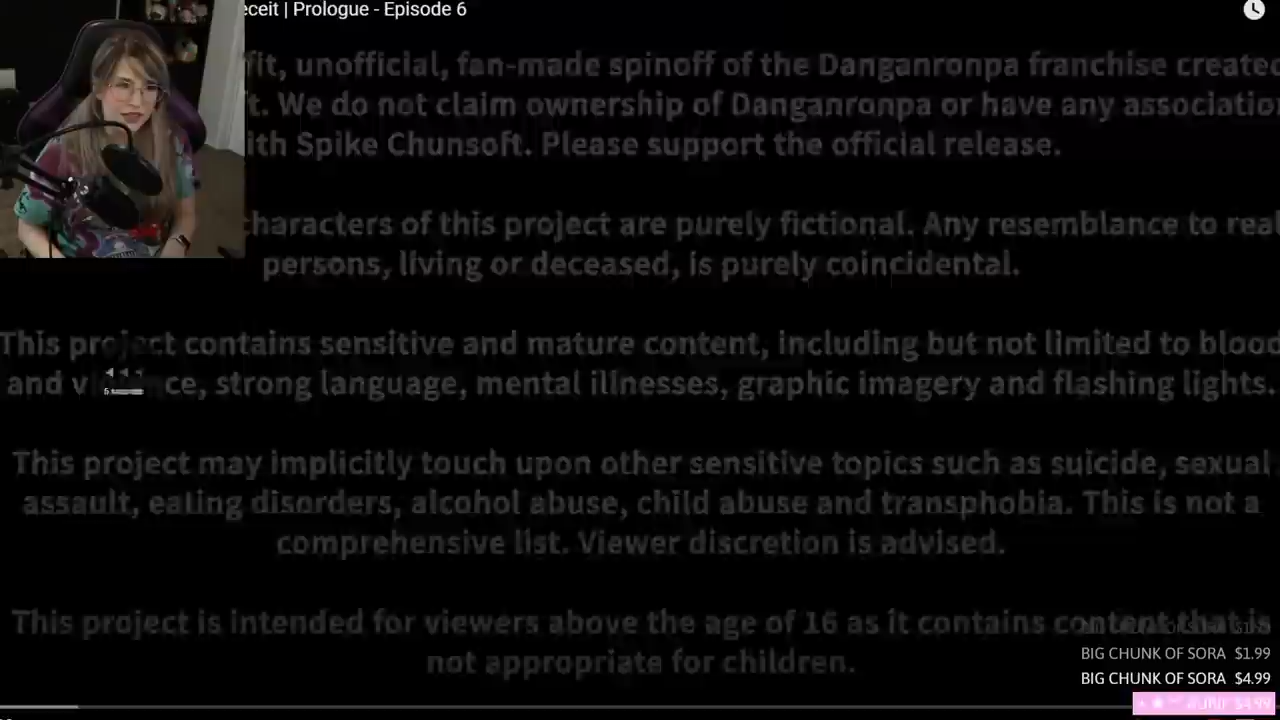 eceit | Prologue - Episode 6
fit, unofficial, fan-made spinoff of the Danganronpa franchise created
t. We do not claim ownership of Danganronpa or have any associatio
ith Spike Chunsoft. Please support the official release.
characters of this project are purely fictional. Any resemblance to real
persons, living or deceased, is purely coincidental.
This project contains sensitive and mature content, including but not limited to blood
and v ce, strong language, mental illnesses, graphic imagery and flashing lights.
This project may implicitly touch upon other sensitive topics such as suicide, sexual
assault, eating disorders, alcohol abuse, child abuse and transphobia. This is not a
comprehensive list. Viewer discretion is advised.
This project is intended for viewers above the age of 16 as it contains content that is
not appropriate for children.
BIG CHUNK OF SORA $1.99
BIG CHUNK OF SORA $4.99
$4.99